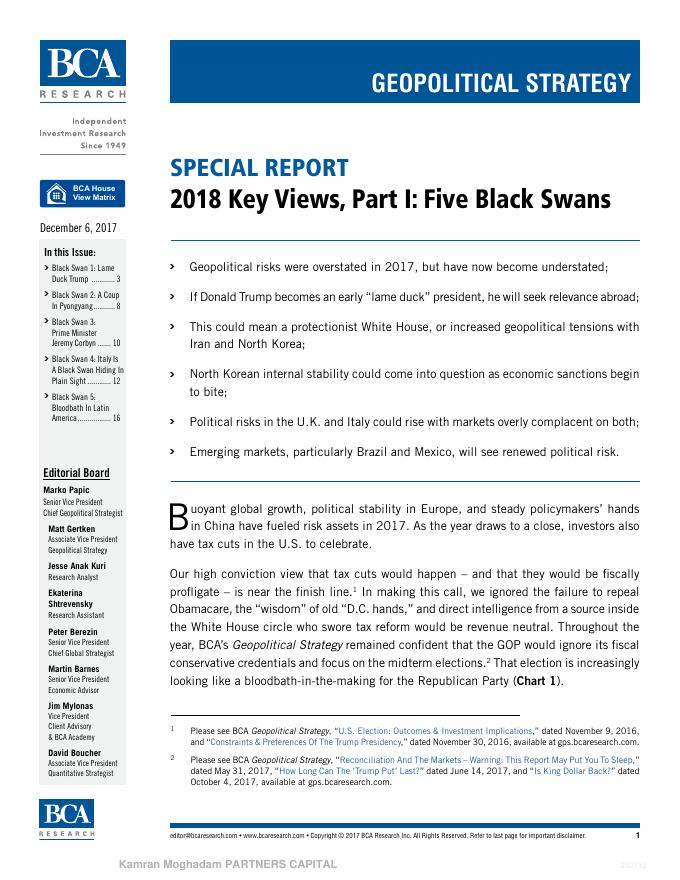 BCA
RESEARCH
Independent
Investment Research
Since 1949
BCA House
View Matrix
December 6, 2017
In this Issue:
Black Swan 1: Lame
Duck Trump ............ 3
Black Swan 2: A Coup
In Pyongyang........... 8
Black Swan 3:
Prime Minister
Jeremy Corbyn ....... 10
Black Swan 4: Italy Is
A Black Swan Hiding In
Plain Sight ............. 12
Black Swan 5:
Bloodbath In Latin
America................. 16
Editorial Board
Marko Papic
Senior Vice President
Chief Geopolitical Strategist
Matt Gertken
Associate Vice President
Geopolitical Strategy
Jesse Anak Kuri
Research Analyst
Ekaterina
Shtrevensky
Research Assistant
Peter Berezin
Senior Vice President
Chief Global Strategist
Martin Barnes
Senior Vice President
Economic Advisor
Jim Mylonas
Vice President
Client Advisory
& BCA Academy
David Boucher
Associate Vice President
Quantitative Strategist
BCA
RESEARCH
GEOPOLITICAL STRATEGY
SPECIAL REPORT
2018 Key Views, Part I: Five Black Swans
Geopolitical risks were overstated in 2017, but have now become understated;
If Donald Trump becomes an early “lame duck” president, he will seek relevance abroad;
This could mean a protectionist White House, or increased geopolitical tensions with
Iran and North Korea;
North Korean internal stability could come into question as economic sanctions begin
to bite;
Political risks in the U.K. and Italy could rise with markets overly complacent on both;
Emerging markets, particularly Brazil and Mexico, will see renewed political risk.
Buoyant global growth, political stability in Europe, and steady policymakers’ hands
in China have fueled risk assets in 2017. As the year draws to a close, investors also
have tax cuts in the U.S. to celebrate.
Our high conviction view that tax cuts would happen – and that they would be fiscally
profligate – is near the finish line.1 In making this call, we ignored the failure to repeal
Obamacare, the “wisdom” of old “D.C. hands,” and direct intelligence from a source inside
the White House circle who swore tax reform would be revenue neutral. Throughout the
year, BCA’s Geopolitical Strategy remained confident that the GOP would ignore its fiscal
conservative credentials and focus on the midterm elections.2 That election is increasingly
looking like a bloodbath-in-the-making for the Republican Party (Chart 1).
1 Please see BCA Geopolitical Strategy, “U.S. Election: Outcomes & Investment Implications,” dated November 9, 2016,
and “Constraints & Preferences Of The Trump Presidency,” dated November 30, 2016, available at gps.bcaresearch.com.
2 Please see BCA Geopolitical Strategy, “Reconciliation And The Markets – Warning: This Report May Put You To Sleep,”
dated May 31, 2017, “How Long Can The ‘Trump Put’ Last?” dated June 14, 2017, and “Is King Dollar Back?” dated
October 4, 2017, available at gps.bcaresearch.com.
editor@bcaresearch.com • www.bcaresearch.com • Copyright © 2017 BCA Research Inc. All Rights Reserved. Refer to last page for important disclaimer.
1
Kamran Moghadam PARTNERS CAPITAL